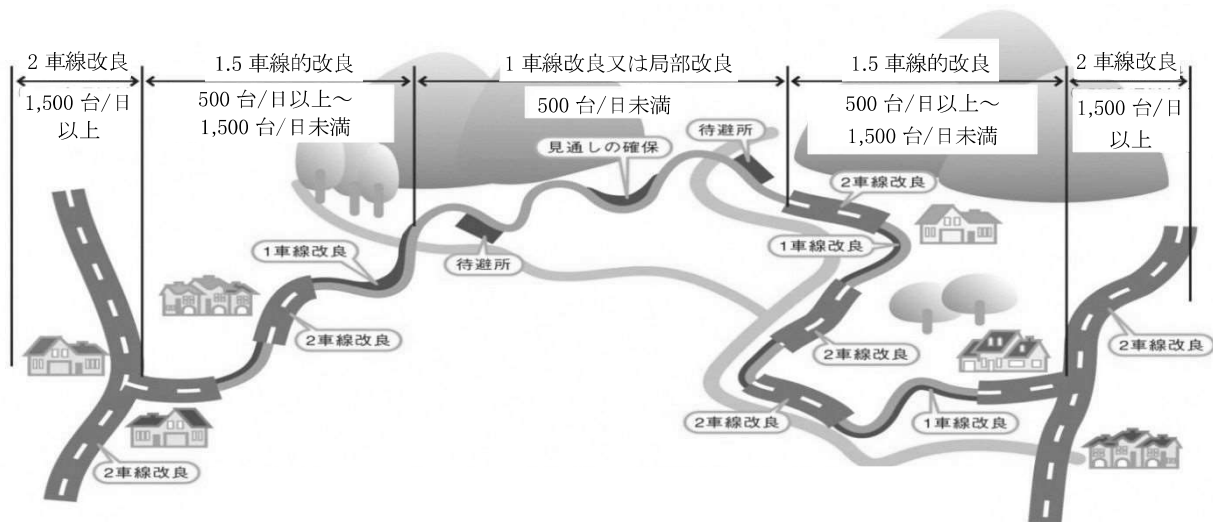 2 車線改良
1.5 車線的改良
1 車線改良又は局部改良
1.5 車線的改良
2 車線改良
1,500 台/日
以上
500 台/日以上～
1,500 台/日未満
500 台/日未満
500 台/日以上～
1,500 台/日未満
1,500 台/日
以上
待避所
見通しの確保
2車線改良
1車線改良
1車線改良
待避所
2車線改良
2車線改良
2車線改良
2車線改良
1車線改良
2車線改良